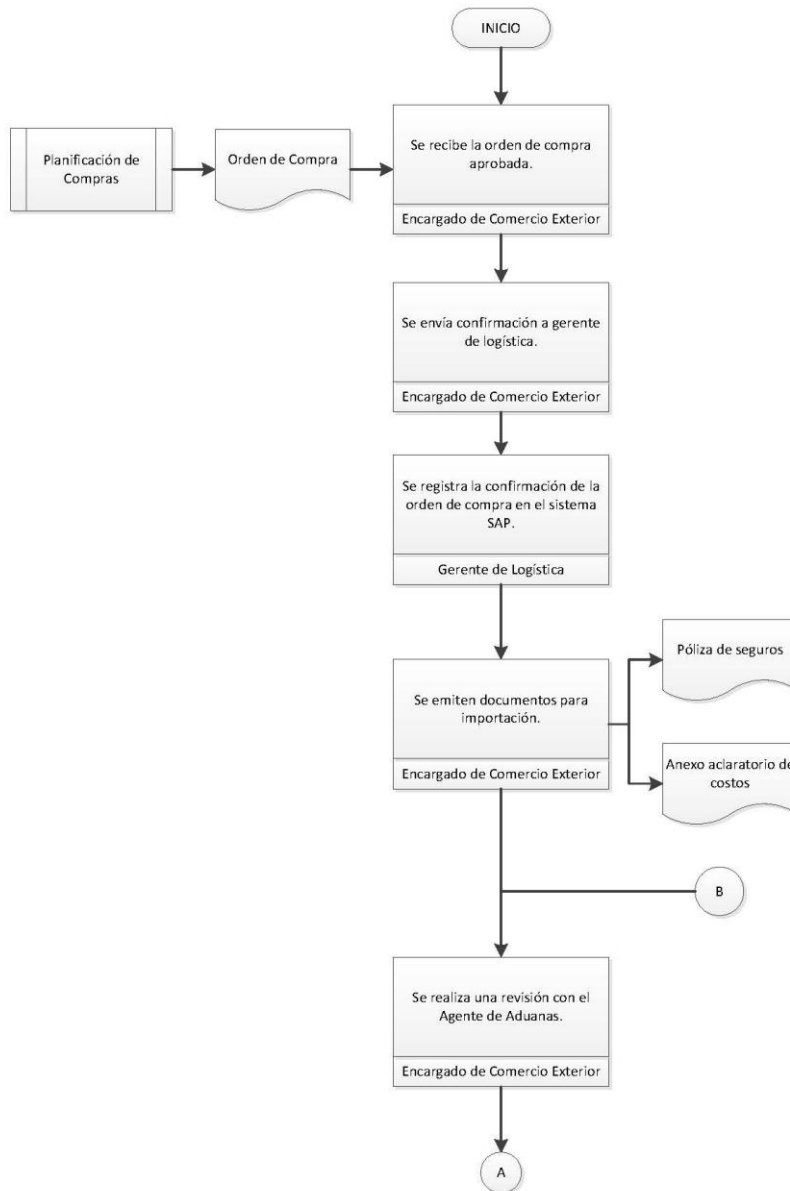 INICIO
Planificación de
Compras
Orden de Compra
Se recibe la orden de compra
aprobada.
Encargado de Comercio Exterior
Se envía confirmación a gerente
de logística.
Encargado de Comercio Exterior
Se registra la confirmación de la
orden de compra en el sistema
SAP.
Gerente de Logística
Se emiten documentos para
importación.
Encargado de Comercio Exterior
Póliza de seguros
Anexo aclaratorio de
costos
B
Se realiza una revisión con el
Agente de Aduanas.
Encargado de Comercio Exterior
A